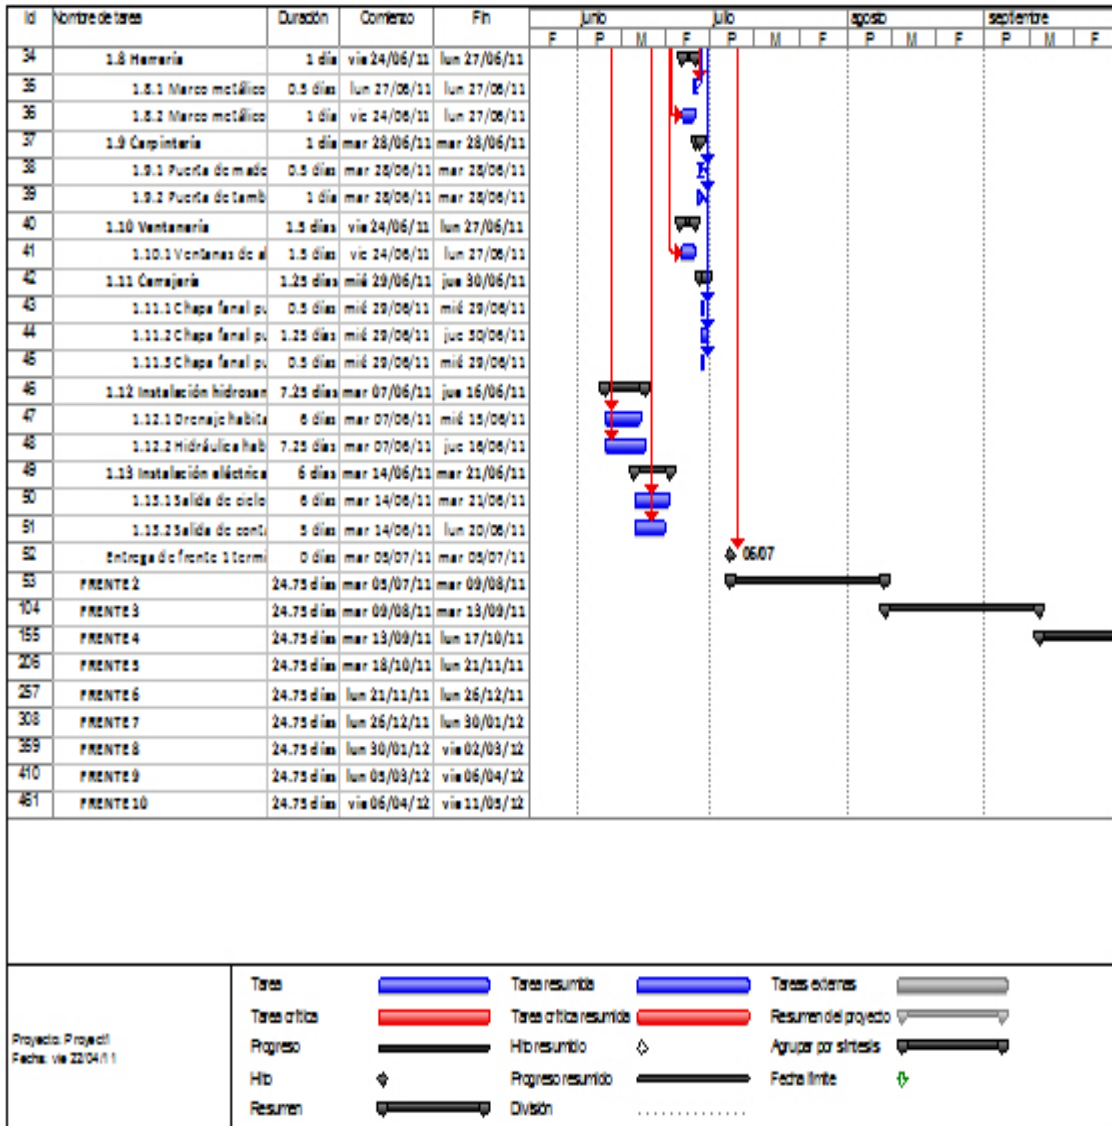 Id Nombre de tarea Duración Comienzo Fin junio julio agosto septiembre
F P M F P M F P M F P M F
34 1.8 Herrería 1 día vie 24/06/11 lun 27/06/11
35 1.8.1 Marco metálico 0.5 días lun 27/06/11 lun 27/06/11
36 1.8.2 Marco metálico 1 día vie 24/06/11 lun 27/06/11
37 1.9 Carpintería 1 día mar 28/06/11 mar 28/06/11
38 1.9.1 Puerta de made 0.5 días mar 28/06/11 mar 28/06/11
39 1.9.2 Puerta de tamb 1 día mar 28/06/11 mar 28/06/11
40 1.10 Ventanería 1.5 días vie 24/06/11 lun 27/06/11
41 1.10.1 Ventanas de al 1.5 días vie 24/06/11 lun 27/06/11
42 1.11 Cerrajería 1.25 días mié 29/06/11 jue 30/06/11
43 1.11.1 Chapa fanal pu 0.5 días mié 29/06/11 mié 29/06/11
44 1.11.2 Chapa fanal pu 1.25 días mié 29/06/11 jue 30/06/11
45 1.11.3 Chapa fanal pu 0.5 días mié 29/06/11 mié 29/06/11
46 1.12 Instalación hidrosan 7.25 días mar 07/06/11 jue 16/06/11
47 1.12.1 Drenaje habita 6 días mar 07/06/11 mié 15/06/11
48 1.12.2 Hidráulica hab 7.25 días mar 07/06/11 jue 16/06/11
49 1.13 Instalación eléctrica 6 días mar 14/06/11 mar 21/06/11
50 1.13.1 Salida de cielo 6 días mar 14/06/11 mar 21/06/11
51 1.13.2 Salida de cont 5 días mar 14/06/11 lun 20/06/11
52 Entrega de frente 1 termi 0 días mar 05/07/11 mar 05/07/11 05/07
53 FRENTE 2 24.75 días mar 05/07/11 mar 09/08/11
104 FRENTE 3 24.75 días mar 09/08/11 mar 13/09/11
155 FRENTE 4 24.75 días mar 13/09/11 lun 17/10/11
206 FRENTE 5 24.75 días mar 18/10/11 lun 21/11/11
257 FRENTE 6 24.75 días lun 21/11/11 lun 26/12/11
308 FRENTE 7 24.75 días lun 26/12/11 lun 30/01/12
359 FRENTE 8 24.75 días lun 30/01/12 vie 02/03/12
410 FRENTE 9 24.75 días lun 05/03/12 vie 06/04/12
461 FRENTE 10 24.75 días vie 06/04/12 vie 11/05/12
Proyecto: Proyect1
Fecha: vie 22/04/11
Tarea Tarea resumida Tareas externas
Tarea crítica Tarea crítica resumida Resumen del proyecto
Progreso Hito resumido Agrupar por síntesis
Hito Progreso resumido Fecha límite
Resumen División